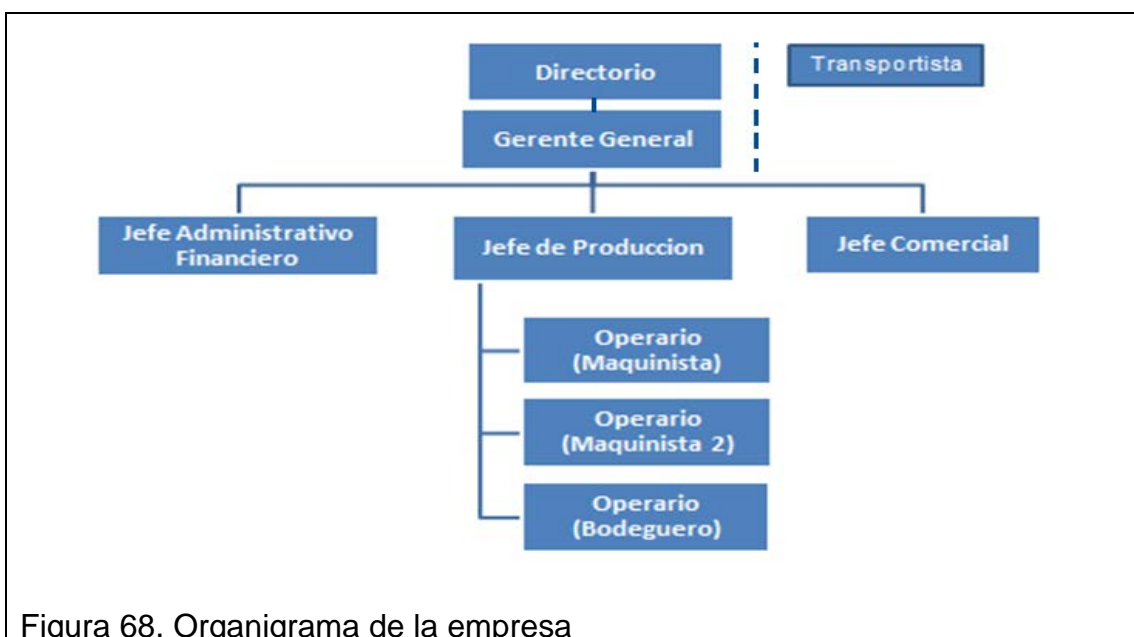 Directorio
Transportista
Gerente General
Jefe Administrativo
Financiero
Jefe de Produccion
Jefe Comercial
Operario
(Maquinista)
Operario
(Maquinista 2)
Operario
(Bodeguero)
Figura 68. Organigrama de la empresa